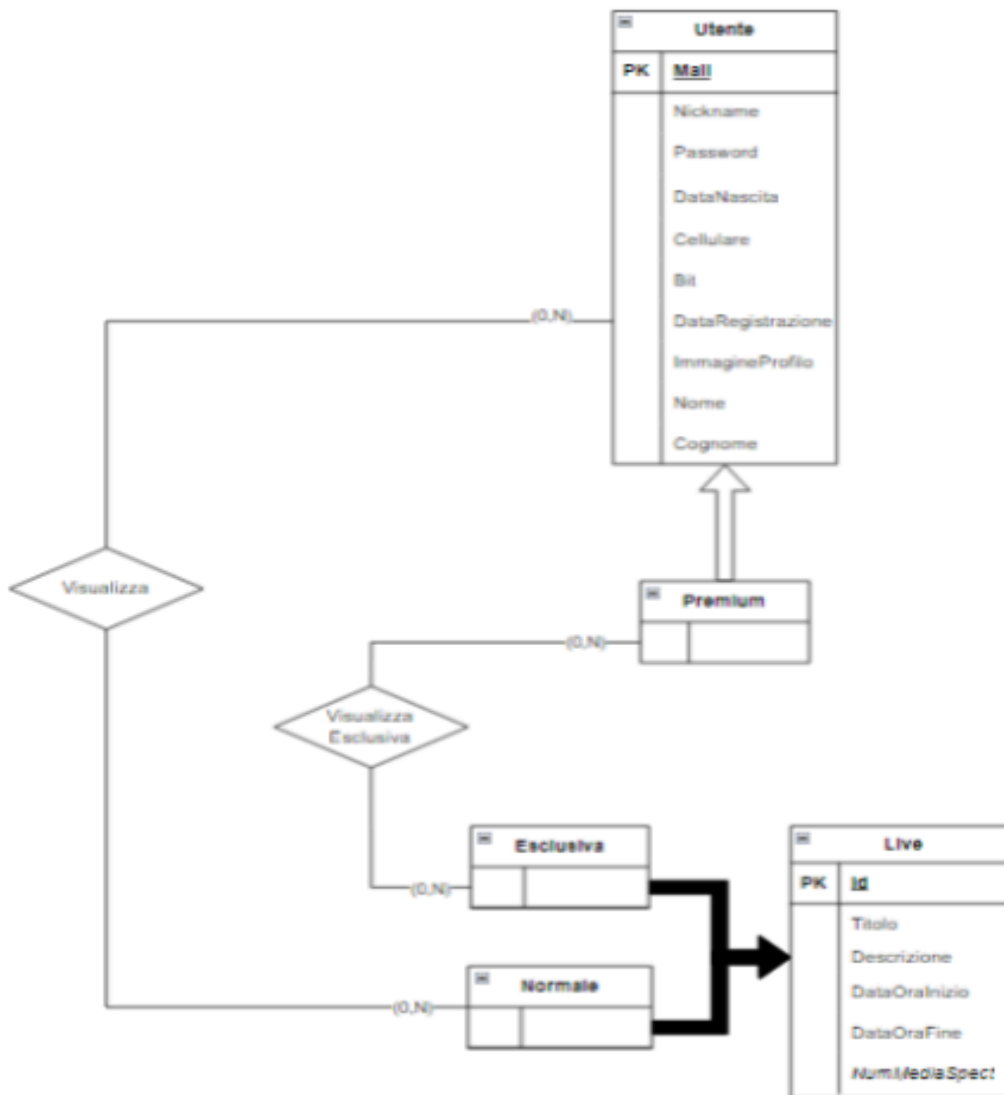 Utente
PK Mail
Nickname
Password
DataNascita
Cellulare
Bit
(0,N)
DataRegistrazione
ImmagineProfilo
Nome
Cognome
Visualizza
Premium
(0,N)
Visualizza
Esclusiva
Esclusiva
(0,N)
Live
PK Id
Titolo
Descrizione
DataOraInizio
DataOraFine
NumMediaSpect
Normale
(0,N)